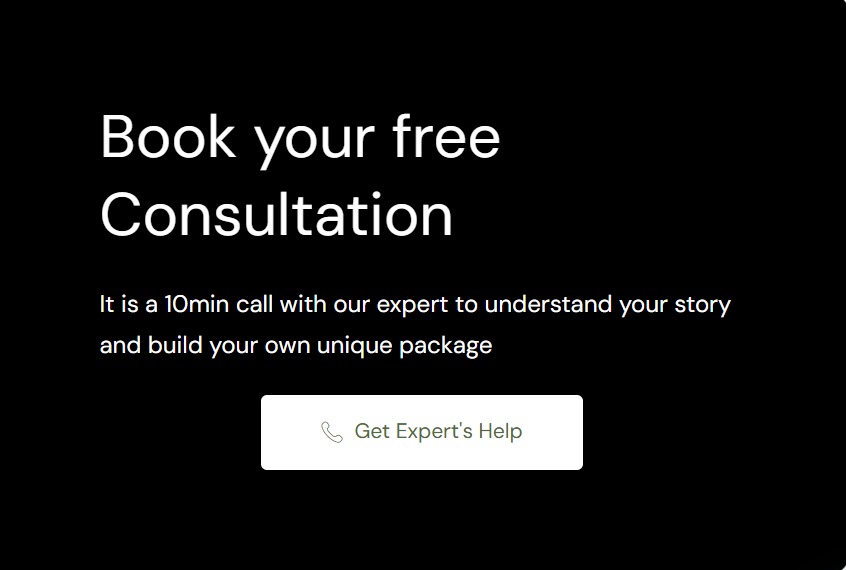 Book your free
Consultation
It is a 10min call with our expert to understand your story
and build your own unique package
Get Expert's Help